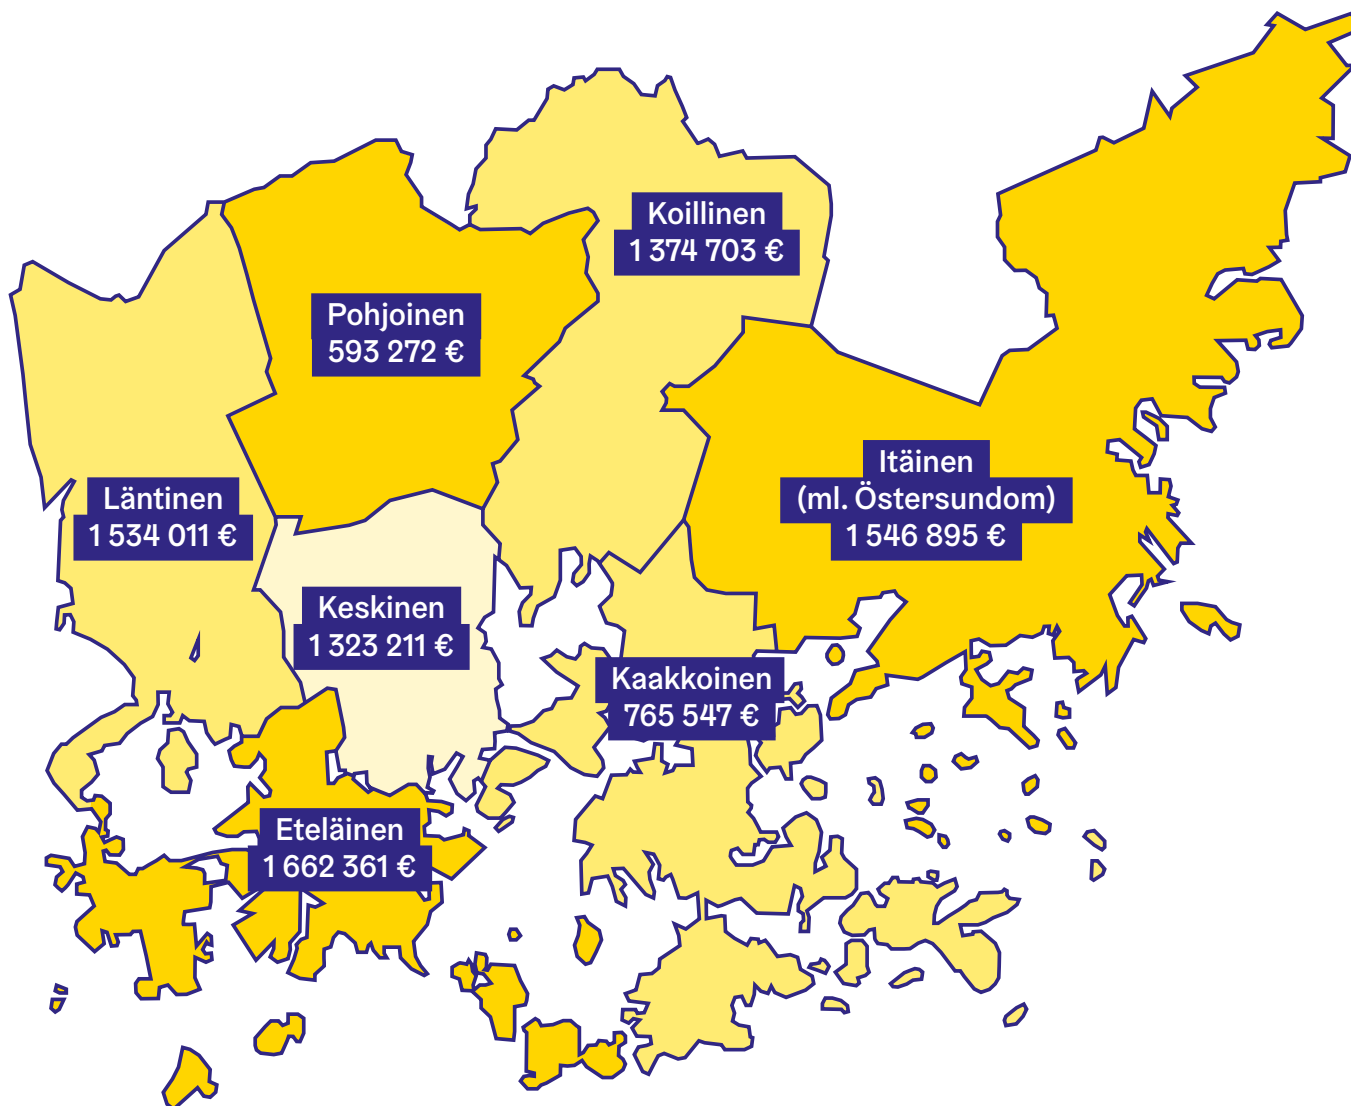 Koillinen
1 374 703 €
Pohjoinen
593 272 €
Itäinen
(ml. Östersundom)
1 546 895 €
Läntinen
1 534 011 €
Keskinen
1 323 211 €
Kaakkoinen
765 547 €
Eteläinen
1 662 361 €